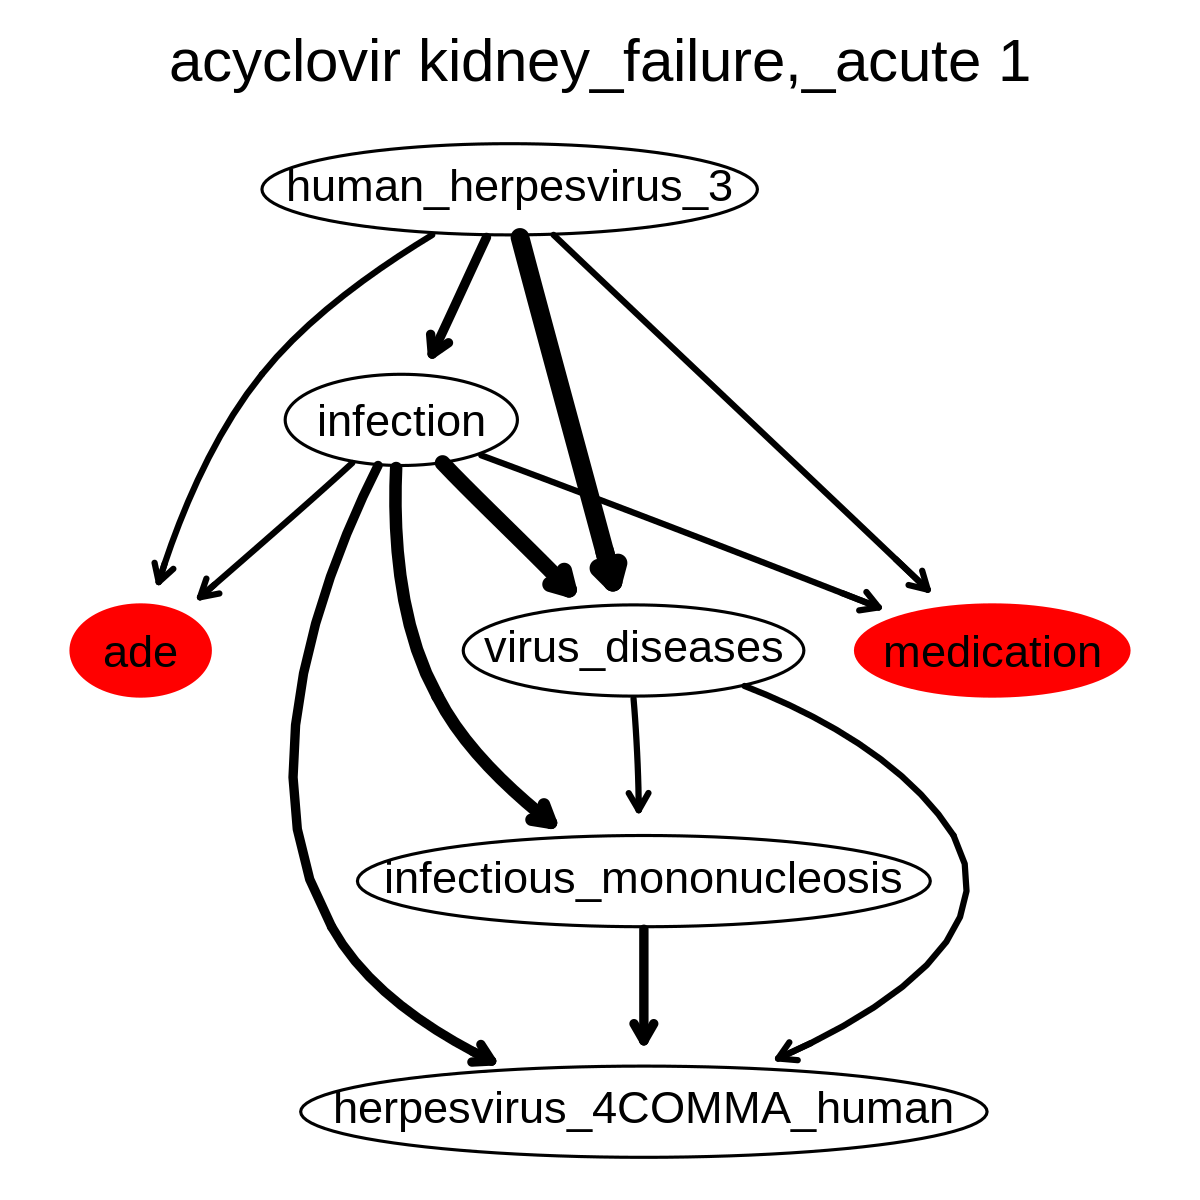 acyclovir kidney_failure,_acute 1
human_herpesvirus_3
infection
ade
virus_diseases
medication
infectious_mononucleosis
herpesvirus_4COMMA_human